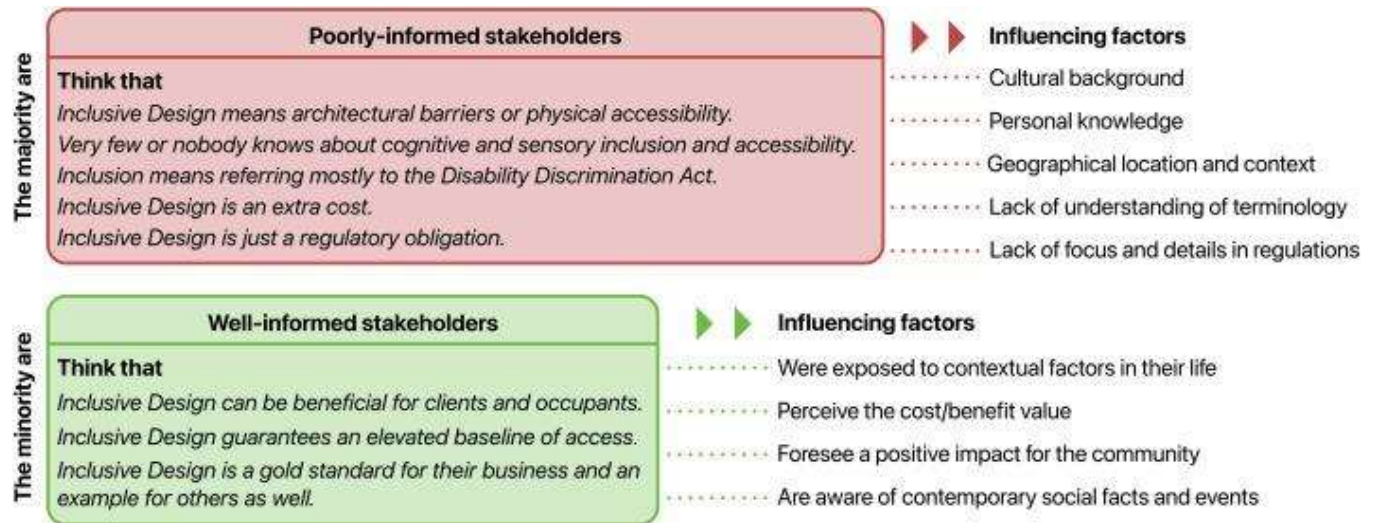 The majority are
Poorly-informed stakeholders
Think that
Inclusive Design means architectural barriers or physical accessibility.
Very few or nobody knows about cognitive and sensory inclusion and accessibility.
Inclusion means referring mostly to the Disability Discrimination Act.
Inclusive Design is an extra cost.
Inclusive Design is just a regulatory obligation.
Influencing factors
Cultural background
Personal knowledge
Geographical location and context
Lack of understanding of terminology
Lack of focus and details in regulations
The minority are
Well-informed stakeholders
Think that
Inclusive Design can be beneficial for clients and occupants.
Inclusive Design guarantees an elevated baseline of access.
Inclusive Design is a gold standard for their business and an
example for others as well.
Influencing factors
Were exposed to contextual factors in their life
Perceive the cost/benefit value
Foresee a positive impact for the community
Are aware of contemporary social facts and events